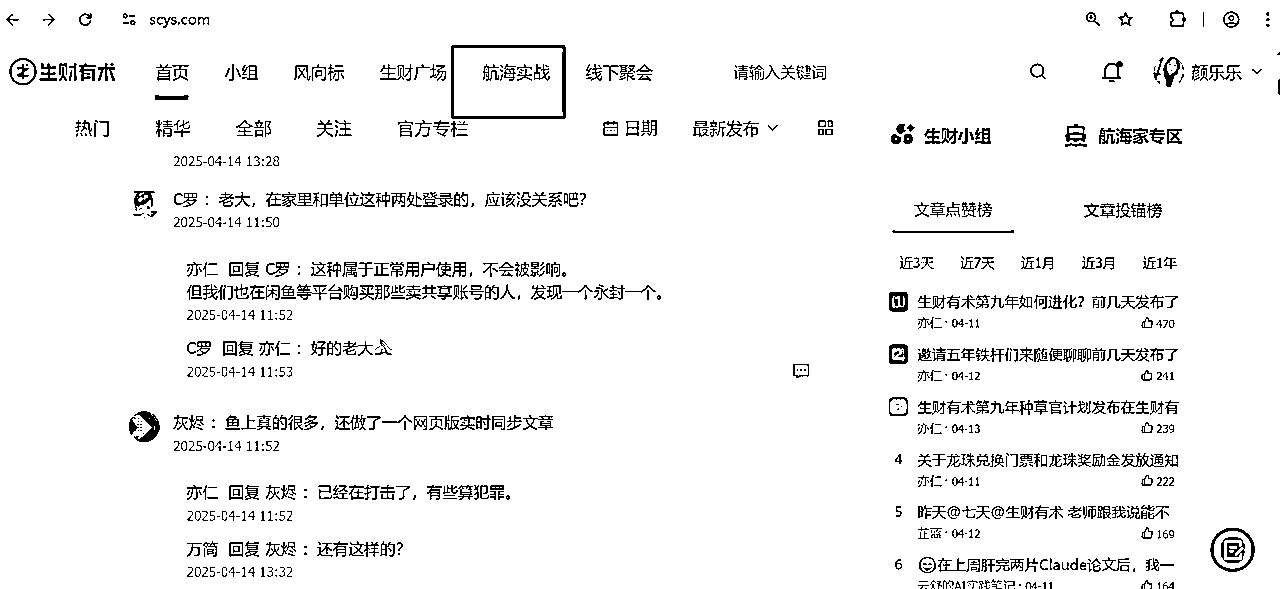 scys.com
生财有术 首页 小组 风向标 生财广场 航海实战 线下聚会 请输入关键词 颜乐乐
热门 精华 全部 关注 官方专栏 日期 最新发布
2025-04-14 13:28
C罗：老大，在家里和单位这种两处登录的，应该没关系吧?
2025-04-14 11:50
亦仁 回复 C罗：这种属于正常用户使用，不会被影响。
但我们也在闲鱼等平台购买那些卖共享账号的人，发现一个永封一个。
2025-04-14 11:52
C罗 回复 亦仁：好的老大
2025-04-14 11:53
灰烬：鱼上真的很多，还做了一个网页版实时同步文章
2025-04-14 11:52
亦仁 回复 灰烬：已经在打击了，有些算犯罪。
2025-04-14 11:52
万简 回复 灰烬：还有这样的?
2025-04-14 13:32
生财小组 航海家专区
文章点赞榜 文章投锚榜
近3天 近7天 近1月 近3月 近1年
1 生财有术第九年如何进化？前几天发布了
亦仁 · 04-11 470
2 邀请五年铁杆们来随便聊聊前几天发布了
亦仁 · 04-12 241
生财有术第九年种草官计划发布在生财有
亦仁 · 04-13 239
4 关于龙珠兑换门票和龙珠奖励金发放通知
亦仁 · 04-11 222
5 昨天@七天@生财有术 老师跟我说能不
芷蓝 · 04-12 169
6 😄在上周肝完两片Claude论文后，我一
云舒的AI实践笔记 · 04-11 164